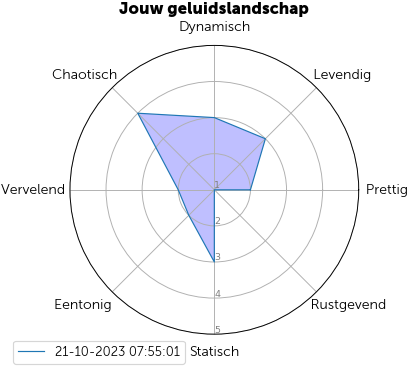 Jouw geluidslandschap
Dynamisch
Chaotisch
Levendig
Vervelend
1
Prettig
2
3
4
Eentonig
Rustgevend
5
21-10-2023 07:55:01
Statisch